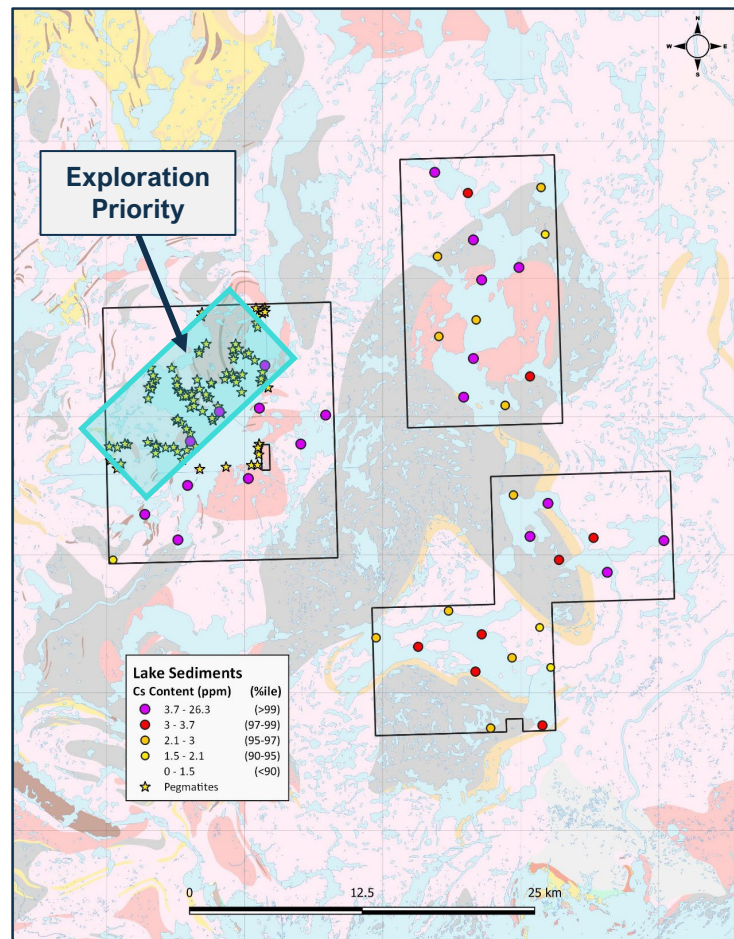 N
W E
S
Exploration
Priority
Lake Sediments
Cs Content (ppm) (%ile)
3.7 - 26.3 (>99)
3 - 3.7 (97-99)
2.1 - 3 (95-97)
1.5 - 2.1 (90-95)
0 - 1.5 (<90)
Pegmatites
0 12.5 25 km